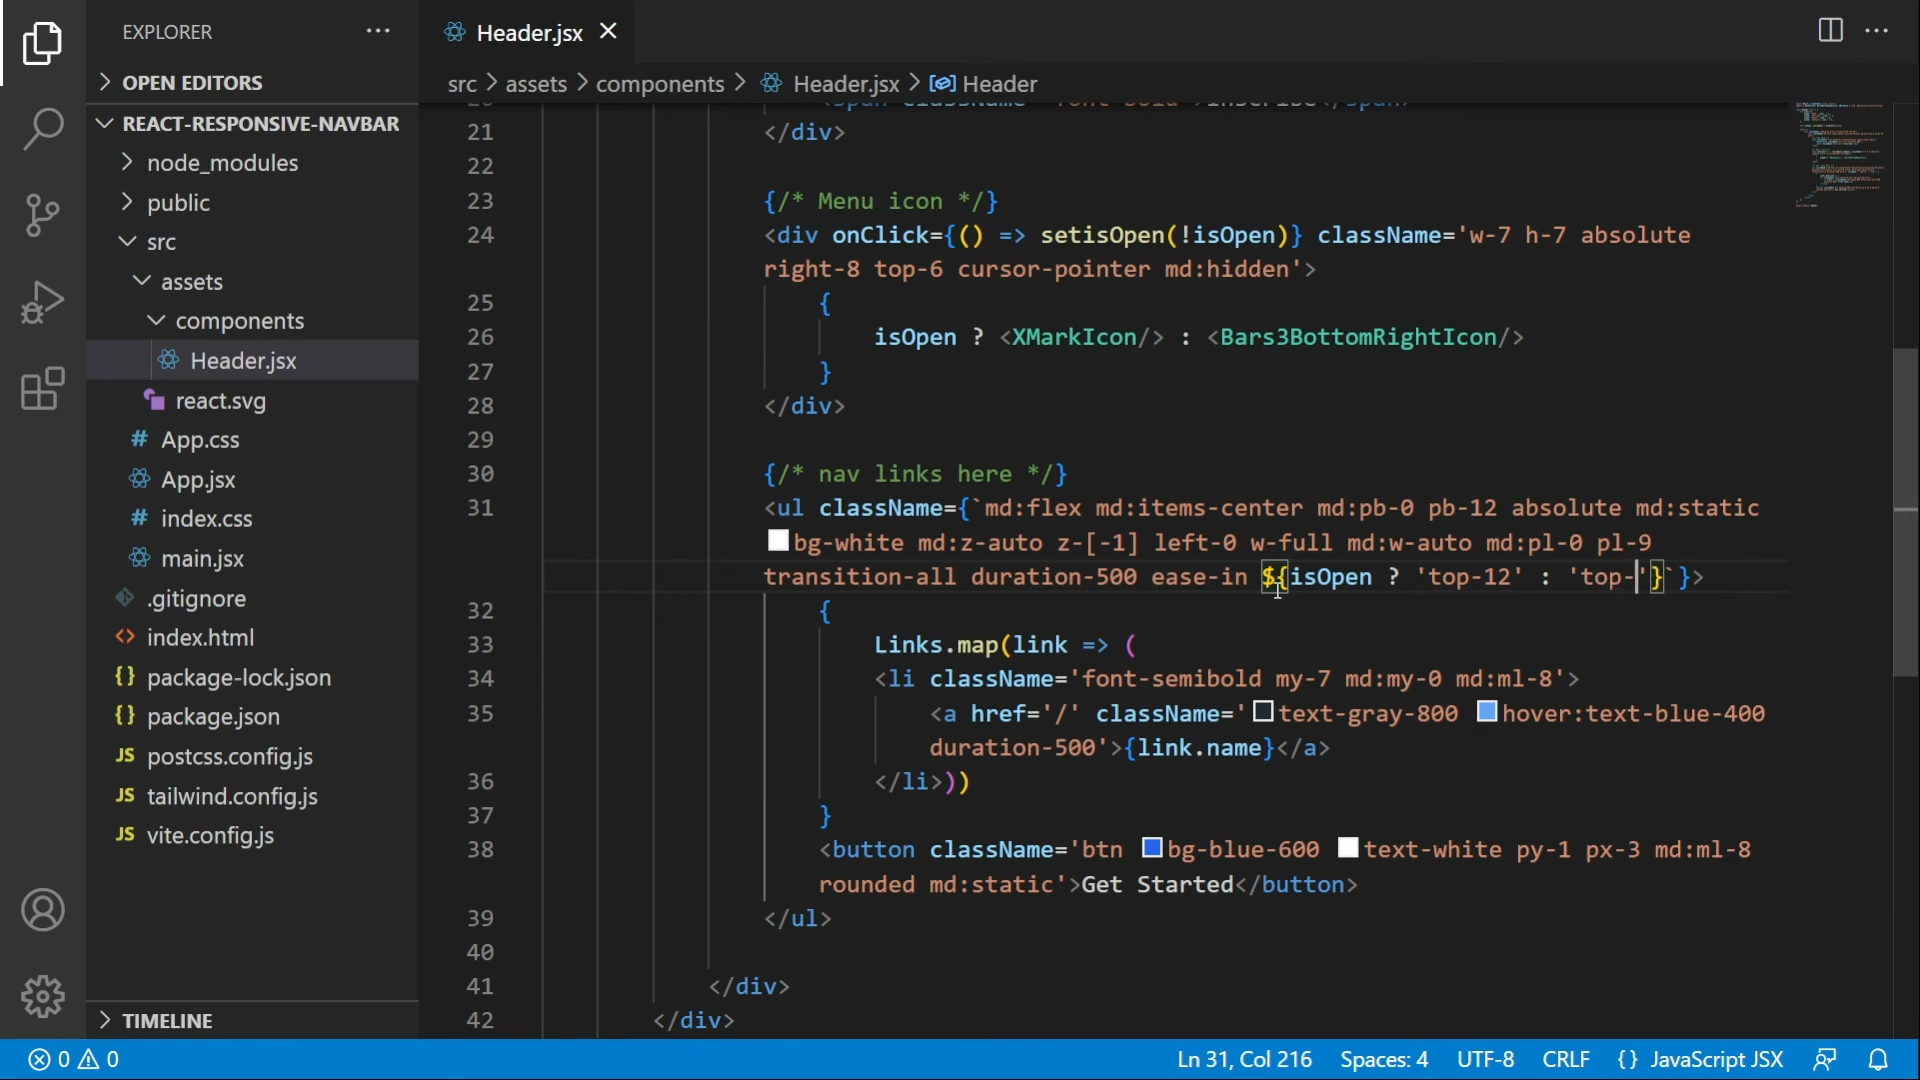 EXPLORER
OPEN EDITORS
REACT-RESPONSIVE-NAVBAR
node_modules
public
src
assets
components
Header.jsx
react.svg
App.css
App.jsx
index.css
main.jsx
.gitignore
index.html
package-lock.json
package.json
postcss.config.js
tailwind.config.js
vite.config.js
TIMELINE
Header.jsx
src > assets > components > Header.jsx > Header
21 </div>
22
23 {/* Menu icon */}
24 <div onClick={() => setisOpen(!isOpen)} className='w-7 h-7 absolute
right-8 top-6 cursor-pointer md:hidden'>
25 {
26 isOpen ? <XMarkIcon/> : <Bars3BottomRightIcon/>
27 }
28 </div>
29
30 {/* nav links here */}
31 <ul className={`md:flex md:items-center md:pb-0 pb-12 absolute md:static
bg-white md:z-auto z-[-1] left-0 w-full md:w-auto md:pl-0 pl-9
transition-all duration-500 ease-in ${isOpen ? 'top-12' : 'top-'}`}>
32 {
33 Links.map(link => (
34 <li className='font-semibold my-7 md:my-0 md:ml-8'>
35 <a href='/' className='text-gray-800 hover:text-blue-400
duration-500'>{link.name}</a>
36 </li>))
37 }
38 <button className='btn bg-blue-600 text-white py-1 px-3 md:ml-8
rounded md:static'>Get Started</button>
39 </ul>
40
41 </div>
42 </div>
0 0
Ln 31, Col 216
Spaces: 4
UTF-8
CRLF
{ } JavaScript JSX